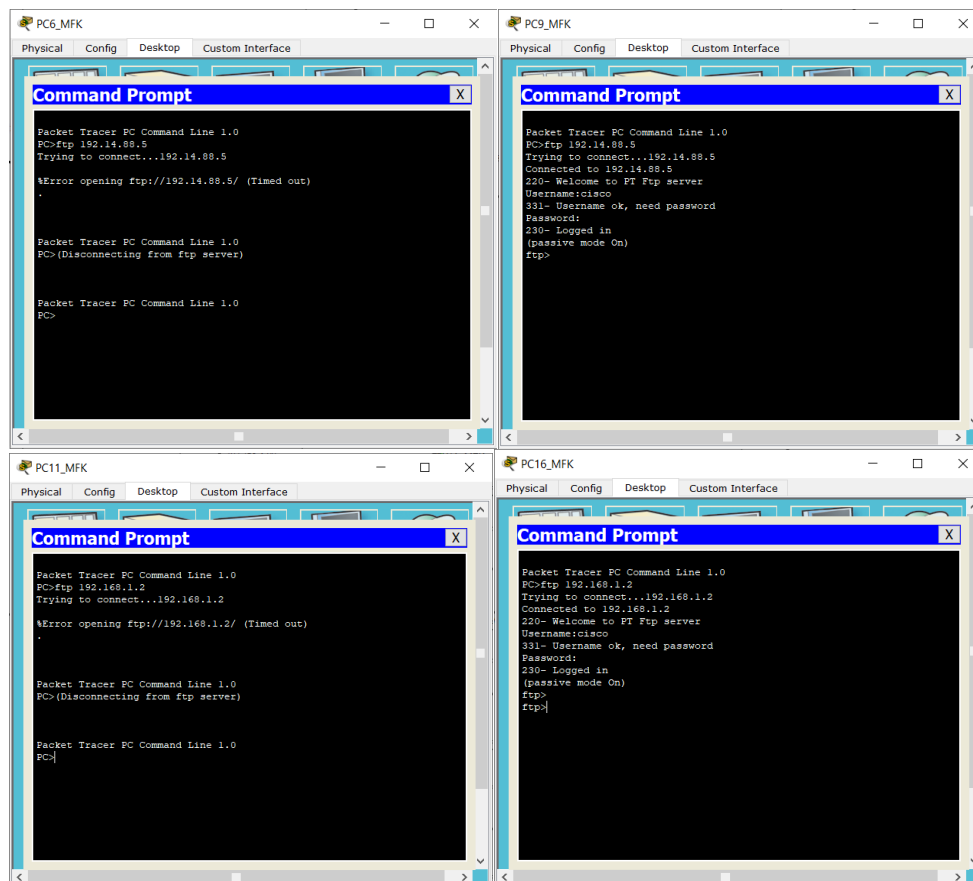 PC6_MFK
Physical Config Desktop Custom Interface
Command Prompt
X
Packet Tracer PC Command Line 1.0
PC>ftp 192.14.88.5
Trying to connect...192.14.88.5
%Error opening ftp://192.14.88.5/ (Timed out)
.
Packet Tracer PC Command Line 1.0
PC>(Disconnecting from ftp server)
Packet Tracer PC Command Line 1.0
PC>
PC9_MFK
Physical Config Desktop Custom Interface
Command Prompt
X
Packet Tracer PC Command Line 1.0
PC>ftp 192.14.88.5
Trying to connect...192.14.88.5
Connected to 192.14.88.5
220- Welcome to PT Ftp server
Username:cisco
331- Username ok, need password
Password:
230- Logged in
(passive mode On)
ftp>
PC11_MFK
Physical Config Desktop Custom Interface
Command Prompt
X
Packet Tracer PC Command Line 1.0
PC>ftp 192.168.1.2
Trying to connect...192.168.1.2
%Error opening ftp://192.168.1.2/ (Timed out)
.
Packet Tracer PC Command Line 1.0
PC>(Disconnecting from ftp server)
Packet Tracer PC Command Line 1.0
PC>
PC16_MFK
Physical Config Desktop Custom Interface
Command Prompt
X
Packet Tracer PC Command Line 1.0
PC>ftp 192.168.1.2
Trying to connect...192.168.1.2
Connected to 192.168.1.2
220- Welcome to PT Ftp server
Username:cisco
331- Username ok, need password
Password:
230- Logged in
(passive mode On)
ftp>
ftp>